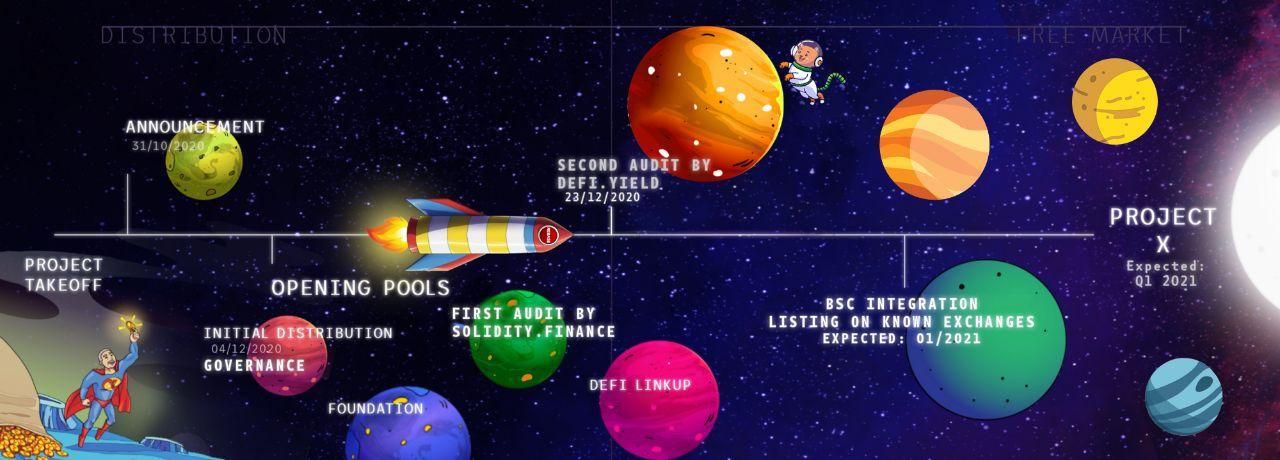 DISTRIBUTION
FREE MARKET
ANNOUNCEMENT
31/10/2020
SECOND AUDIT BY
DEFI.YIELD
23/12/2020
PROJECT
X
Expected:
Q1 2021
PROJECT
TAKEOFF
OPENING POOLS
FIRST AUDIT BY
SOLIDITY.FINANCE
BSC INTEGRATION
LISTING ON KNOWN EXCHANGES
EXPECTED: Q1/2021
INITIAL DISTRIBUTION
04/12/2020
GOVERNANCE
DEFI LINKUP
FOUNDATION